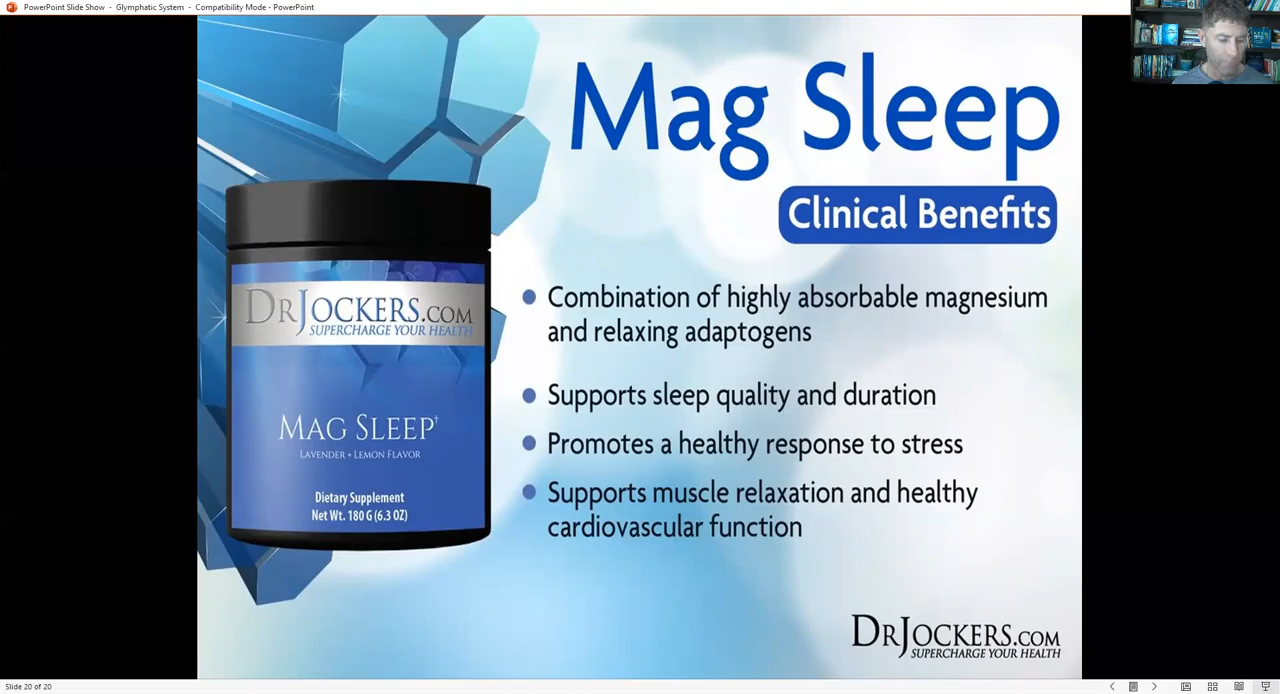 PowerPoint Slide Show - Glymphatic System - Compatibility Mode - PowerPoint
Mag Sleep
Clinical Benefits
DRJOCKERS.COM
SUPERCHARGE YOUR HEALTH
MAG SLEEP†
LAVENDER + LEMON FLAVOR
Dietary Supplement
Net Wt. 180 G (6.3 OZ)
• Combination of highly absorbable magnesium
and relaxing adaptogens
• Supports sleep quality and duration
• Promotes a healthy response to stress
• Supports muscle relaxation and healthy
cardiovascular function
DRJOCKERS.COM
SUPERCHARGE YOUR HEALTH
Slide 20 of 20